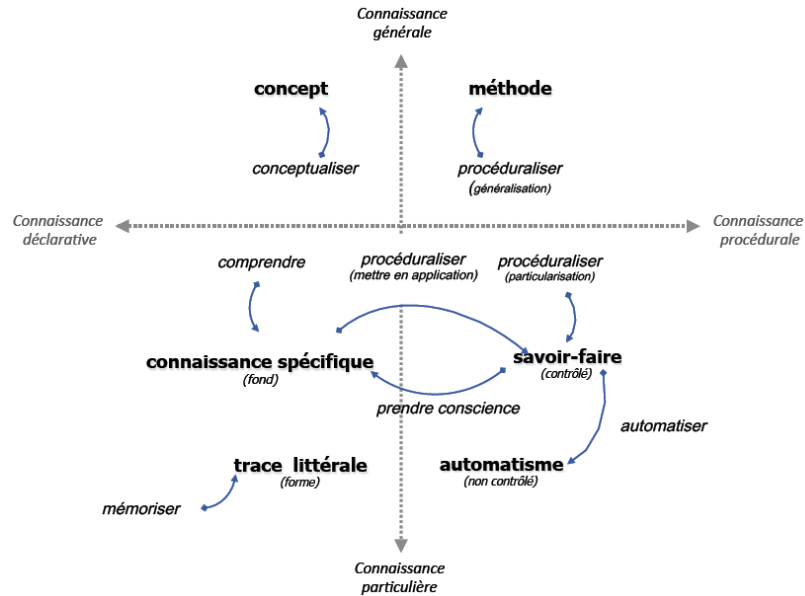 Connaissance
générale
concept
méthode
conceptualiser
procéduraliser
(généralisation)
Connaissance
déclarative
Connaissance
procédurale
comprendre
procéduraliser
(mettre en application)
procéduraliser
(particularisation)
connaissance spécifique
(fond)
savoir-faire
(contrôlé)
prendre conscience
automatiser
trace littérale
(forme)
automatisme
(non contrôlé)
mémoriser
Connaissance
particulière